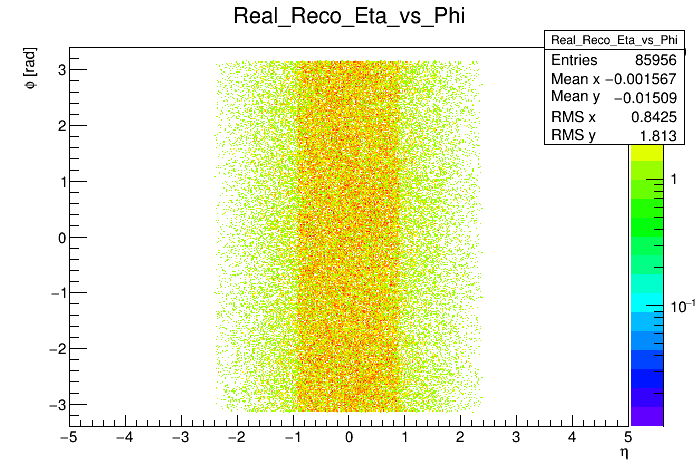 Real_Reco_Eta_vs_Phi
Real_Reco_Eta_vs_Phi
Entries 85956
Mean x −0.001567
Mean y −0.01509
RMS x 0.8425
RMS y 1.813
ϕ [rad]
3
2
1
0
−1
−2
−3
−5 −4 −3 −2 −1 0 1 2 3 4 5
η
1
10⁻¹